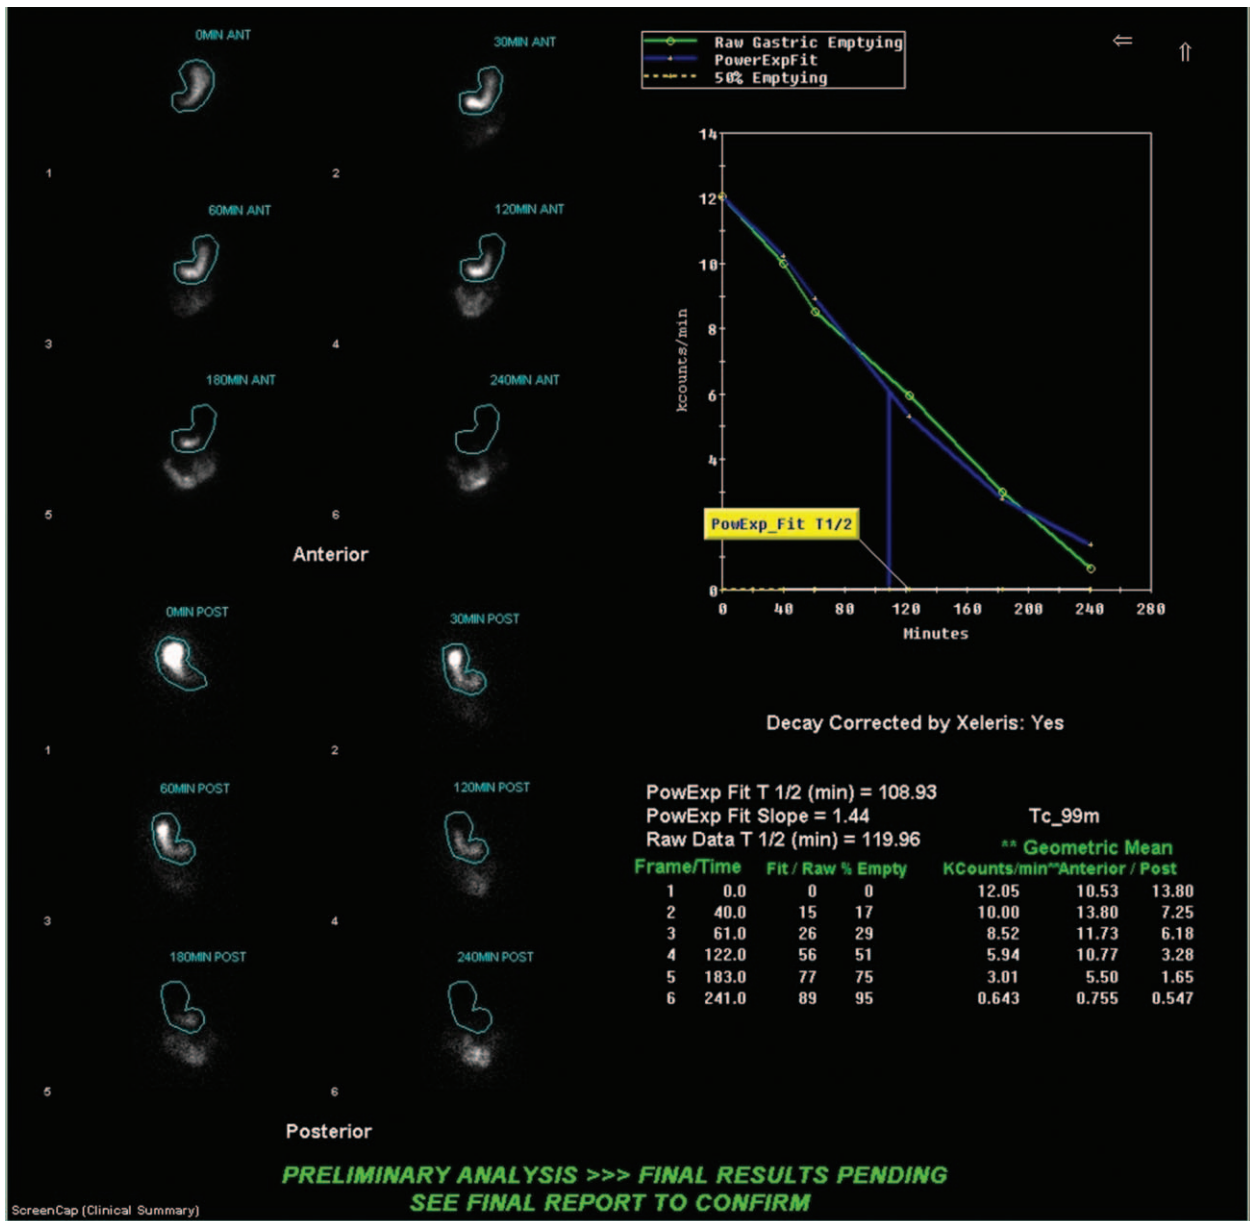 0MIN ANT
30MIN ANT
1
2
60MIN ANT
120MIN ANT
3
4
180MIN ANT
240MIN ANT
5
6
Anterior
0MIN POST
30MIN POST
1
2
60MIN POST
120MIN POST
3
4
180MIN POST
240MIN POST
5
6
Posterior
Raw Gastric Emptying
PowerExpFit
50% Emptying
14
12
10
8
6
4
0
kcounts/min
PowExp_Fit T1/2
0 40 80 120 160 200 240 280
Minutes
Decay Corrected by Xeleris: Yes
PowExp Fit T 1/2 (min) = 108.93
PowExp Fit Slope = 1.44 Tc_99m
Raw Data T 1/2 (min) = 119.96
** Geometric Mean
Frame/Time Fit / Raw % Empty KCounts/min**Anterior / Post
1 0.0 0 0 12.05 10.53 13.80
2 40.0 15 17 10.00 13.80 7.25
3 61.0 26 29 8.52 11.73 6.18
4 122.0 56 51 5.94 10.77 3.28
5 183.0 77 75 3.01 5.50 1.65
6 241.0 89 95 0.643 0.755 0.547
PRELIMINARY ANALYSIS >>> FINAL RESULTS PENDING
SEE FINAL REPORT TO CONFIRM
ScreenCap (Clinical Summary)